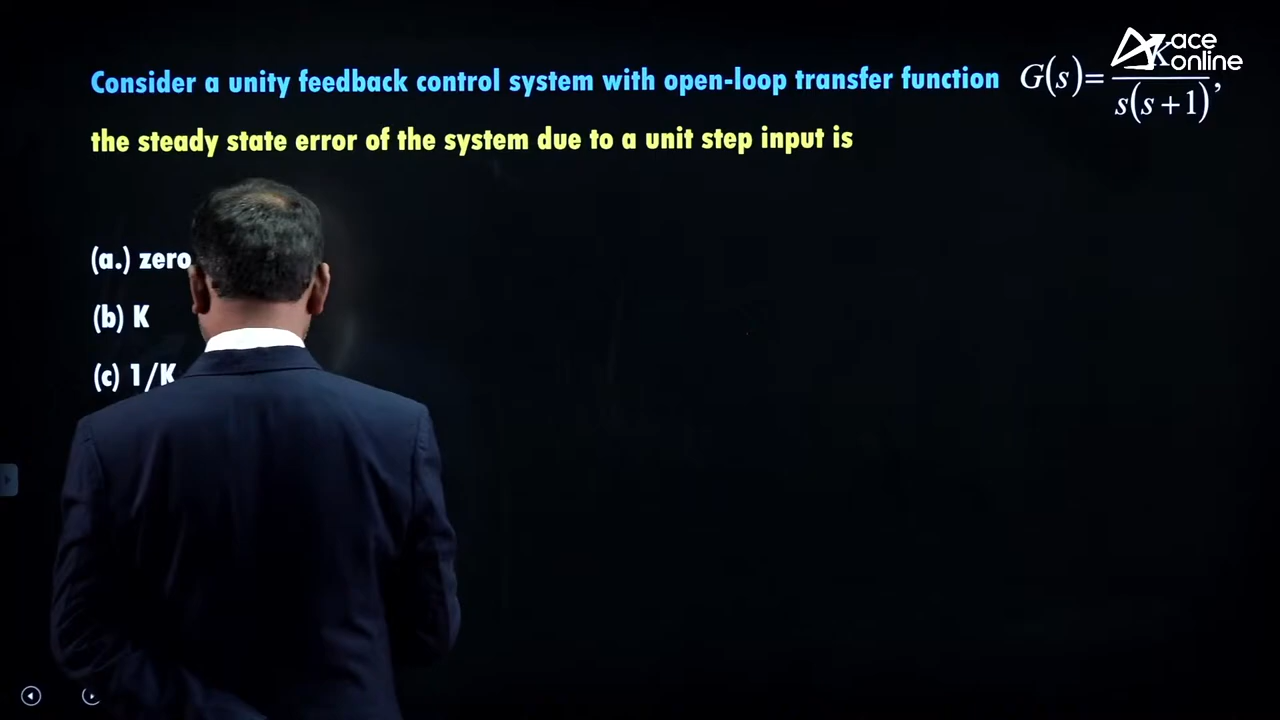 ace
online
Consider a unity feedback control system with open-loop transfer function G(s)=K/s(s+1),
the steady state error of the system due to a unit step input is
(a.) zero
(b) K
(c) 1/K